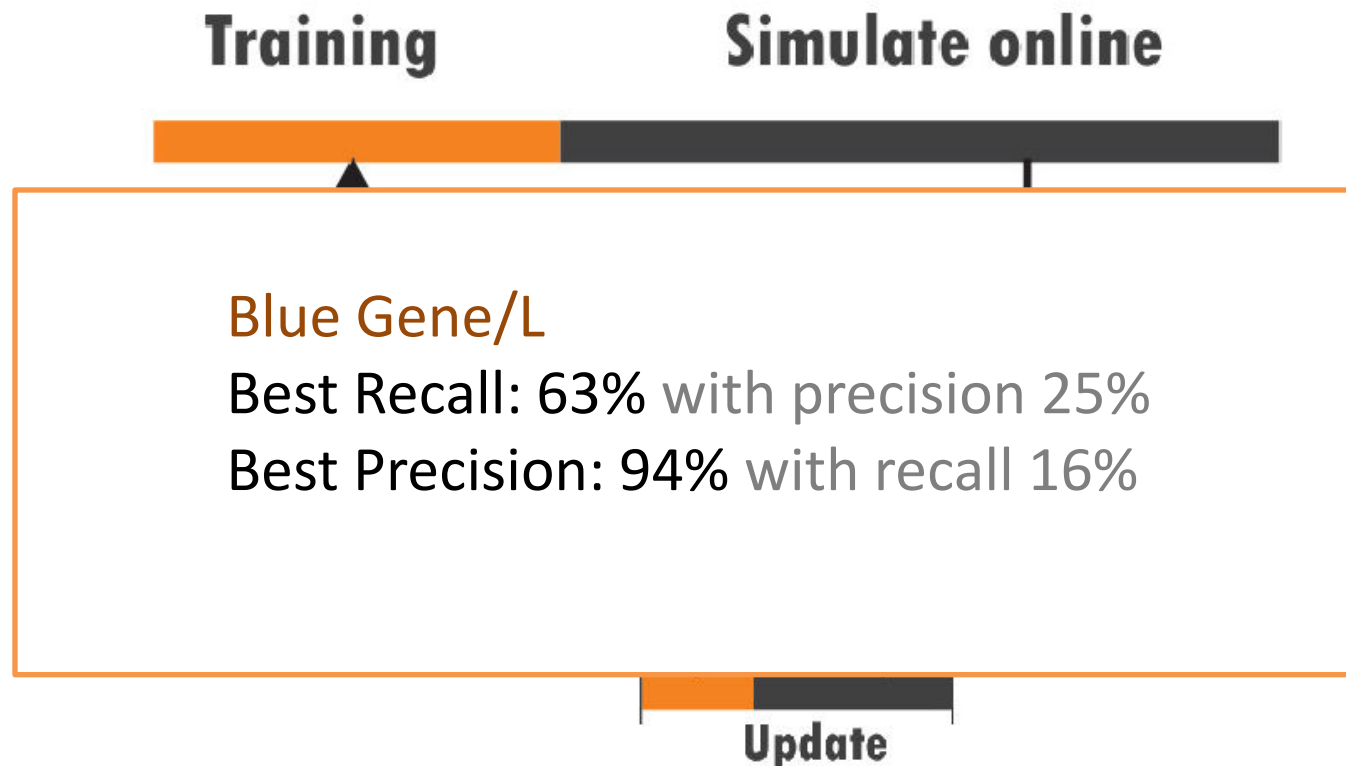 Training Simulate online
Blue Gene/L
Best Recall: 63% with precision 25%
Best Precision: 94% with recall 16%
Update